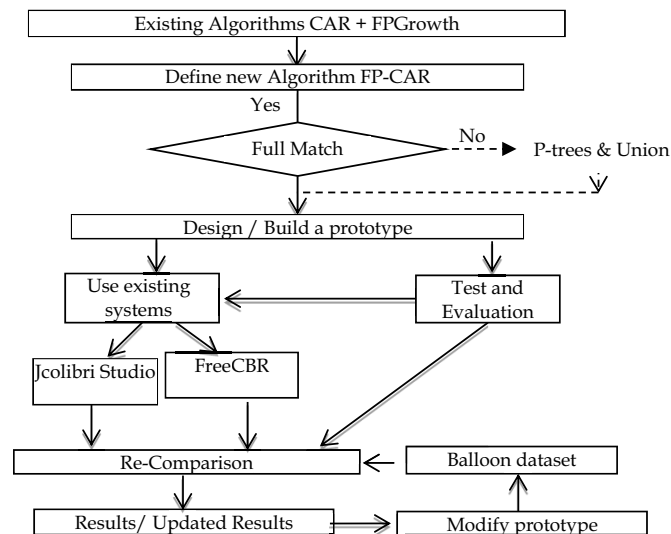 Existing Algorithms CAR + FPGrowth
Define new Algorithm FP-CAR
Yes
Full Match
No
P-trees & Union
Design / Build a prototype
Use existing
systems
Test and
Evaluation
Jcolibri Studio
FreeCBR
Re-Comparison
Balloon dataset
Results/ Updated Results
Modify prototype